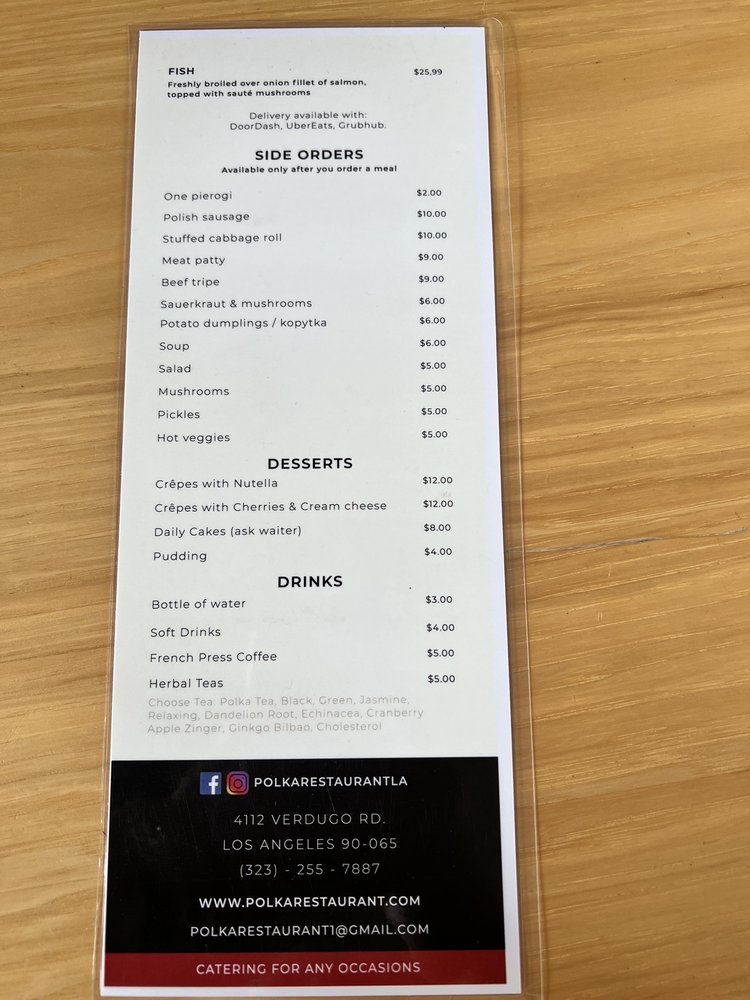 FISH $25,99
Freshly broiled over onion fillet of salmon,
topped with sauté mushrooms
Delivery available with:
DoorDash, UberEats, Grubhub.
SIDE ORDERS
Available only after you order a meal
One pierogi $2.00
Polish sausage $10.00
Stuffed cabbage roll $10.00
Meat patty $9.00
Beef tripe $9.00
Sauerkraut & mushrooms $6.00
Potato dumplings / kopytka $6.00
Soup $6.00
Salad $5.00
Mushrooms $5.00
Pickles $5.00
Hot veggies $5.00
DESSERTS
Crêpes with Nutella $12.00
Crêpes with Cherries & Cream cheese $12.00
Daily Cakes (ask waiter) $8.00
Pudding $4.00
DRINKS
Bottle of water $3.00
Soft Drinks $4.00
French Press Coffee $5.00
Herbal Teas $5.00
Choose Tea: Polka Tea, Black, Green, Jasmine,
Relaxing, Dandelion Root, Echinacea, Cranberry
Apple Zinger, Ginkgo Bilbao, Cholesterol
POLKARESTAURANTLA
4112 VERDUGO RD.
LOS ANGELES 90-065
(323) - 255 - 7887
WWW.POLKARESTAURANT.COM
POLKARESTAURANT1@GMAIL.COM
CATERING FOR ANY OCCASIONS